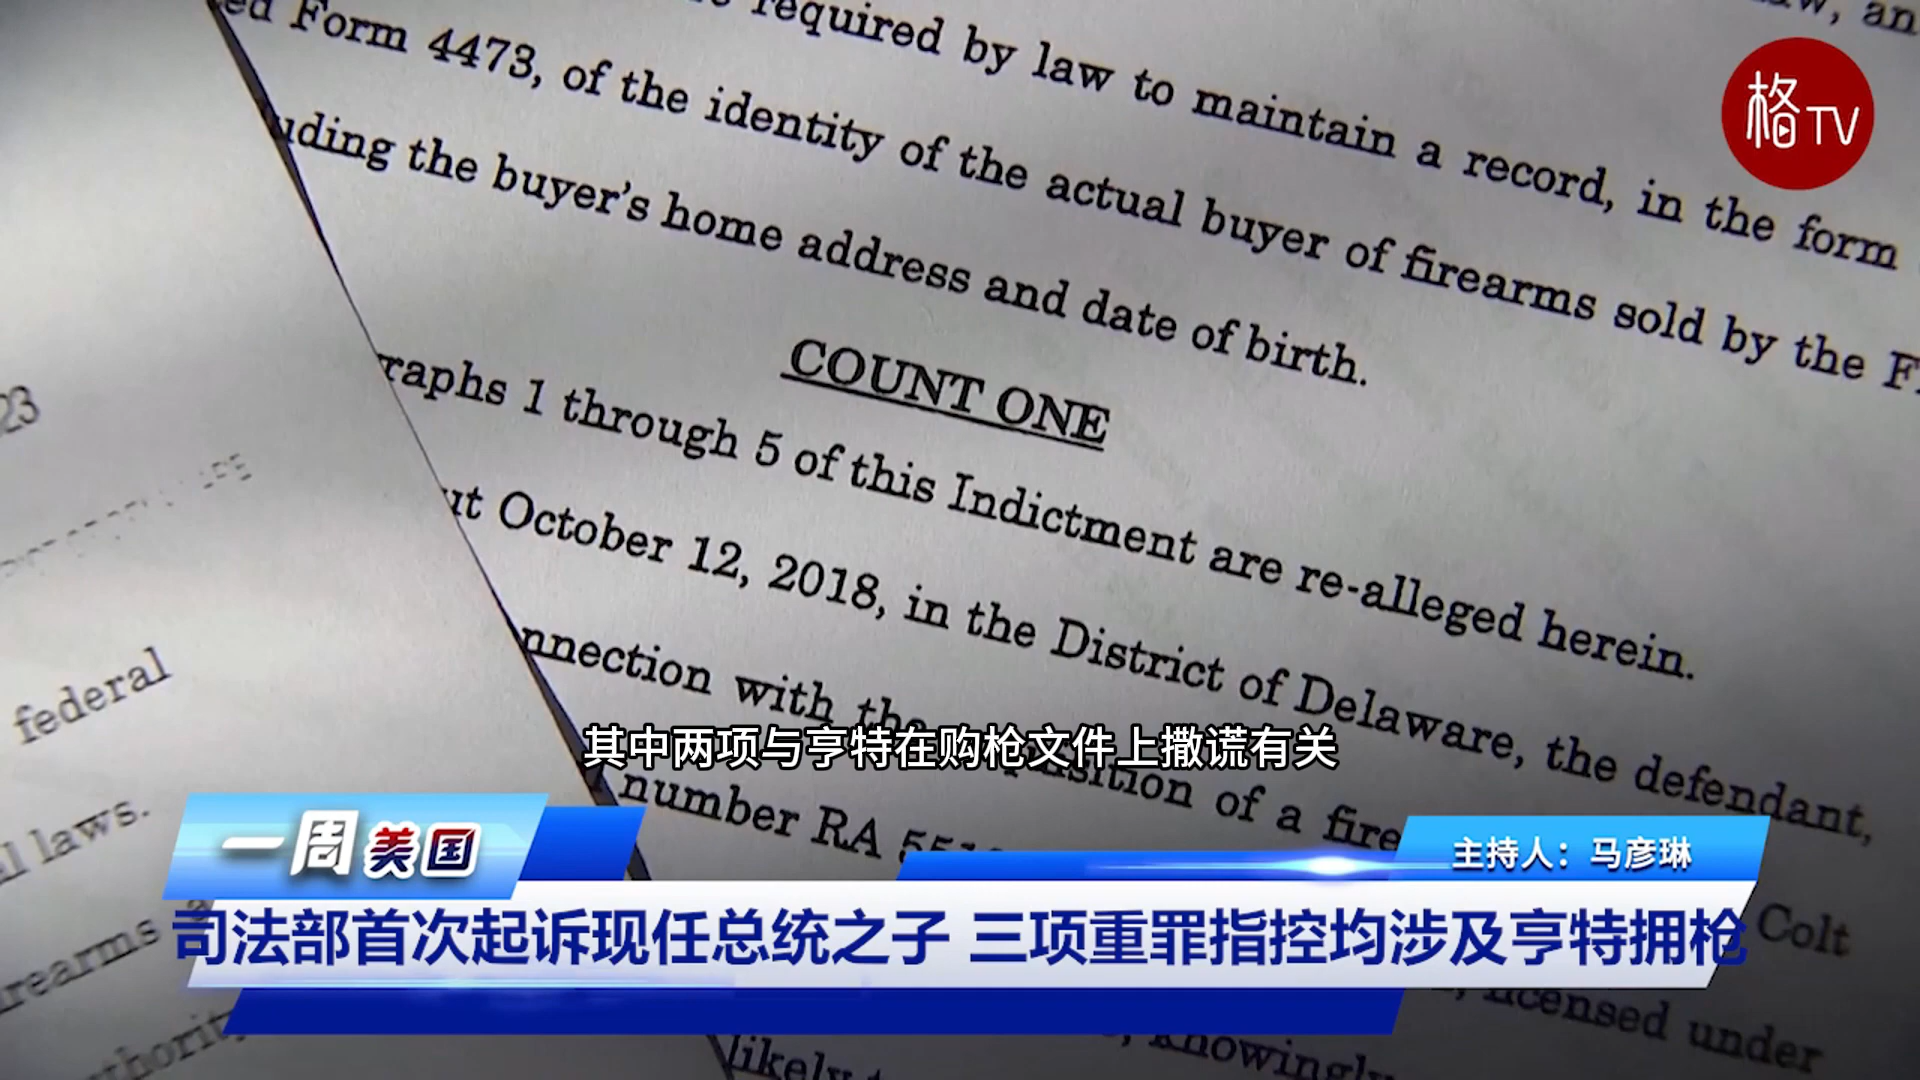 required by law to maintain a record, in the form
Form 4473, of the identity of the actual buyer of firearms sold by the
the buyer's home address and date of birth.
COUNT ONE
1 through 5 of this Indictment are re-alleged herein.
October 12, 2018, in the District of Delaware, the defendant,
with the of a
number RA
Colt
licensed under
knowingly
likely
23
federal
laws.
格TV
其中两项与亨特在购枪文件上撒谎有关
一周美国
主持人：马彦琳
司法部首次起诉现任总统之子 三项重罪指控均涉及亨特拥枪